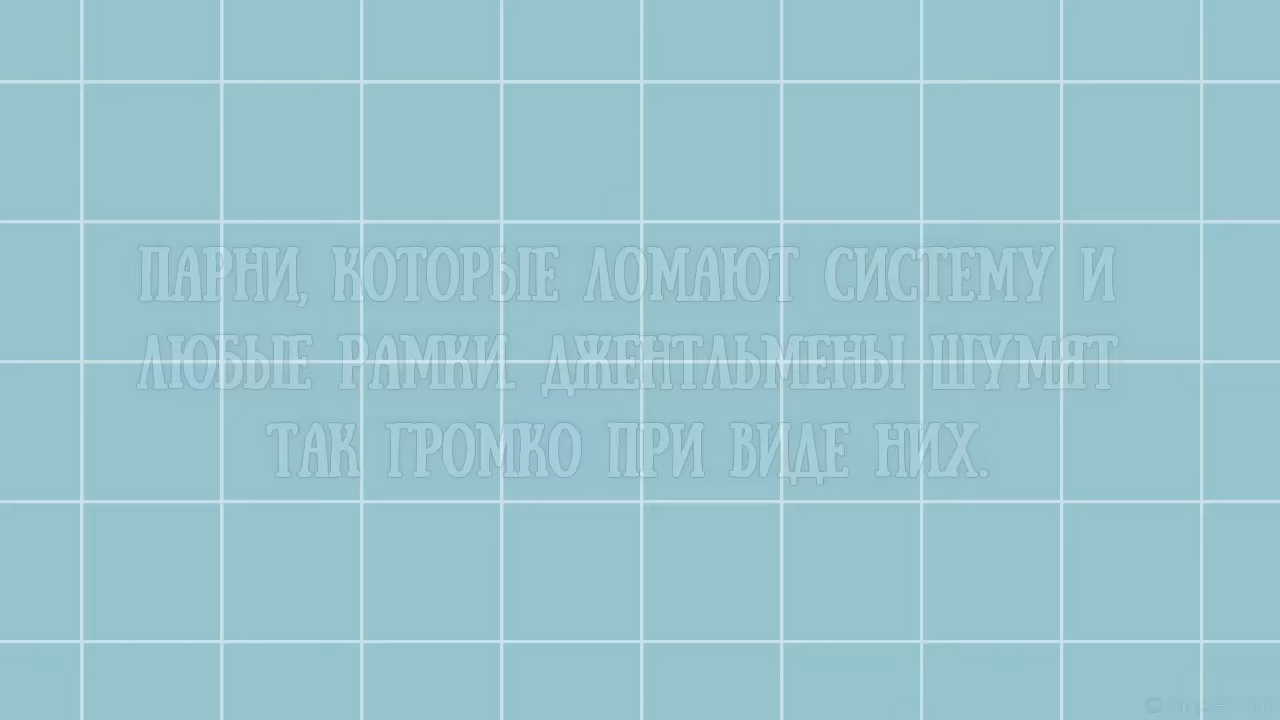 ПАРНИ, КОТОРЫЕ ЛОМАЮТ СИСТЕМУ И
ЛЮБЫЕ РАМКИ. ДЖЕНТЛЬМЕНЫ ШУМЯТ
ТАК ГРОМКО ПРИ ВИДЕ НИХ.